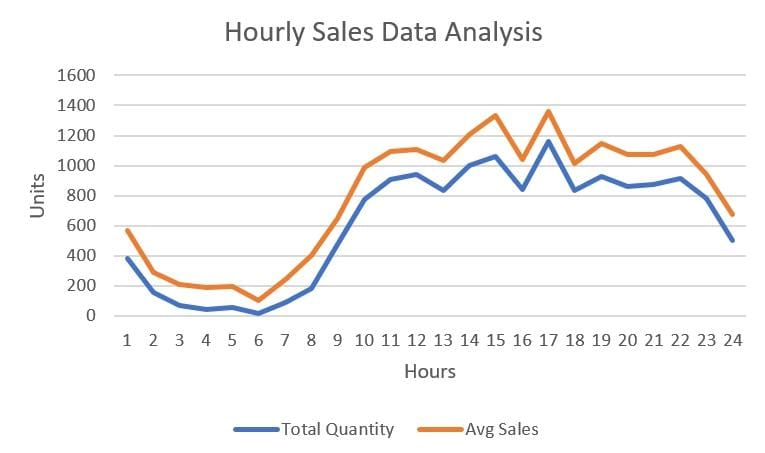 Hourly Sales Data Analysis
1600
1400
1200
1000
800
600
400
200
0
Units
1 2 3 4 5 6 7 8 9 10 11 12 13 14 15 16 17 18 19 20 21 22 23 24
Hours
Total Quantity Avg Sales